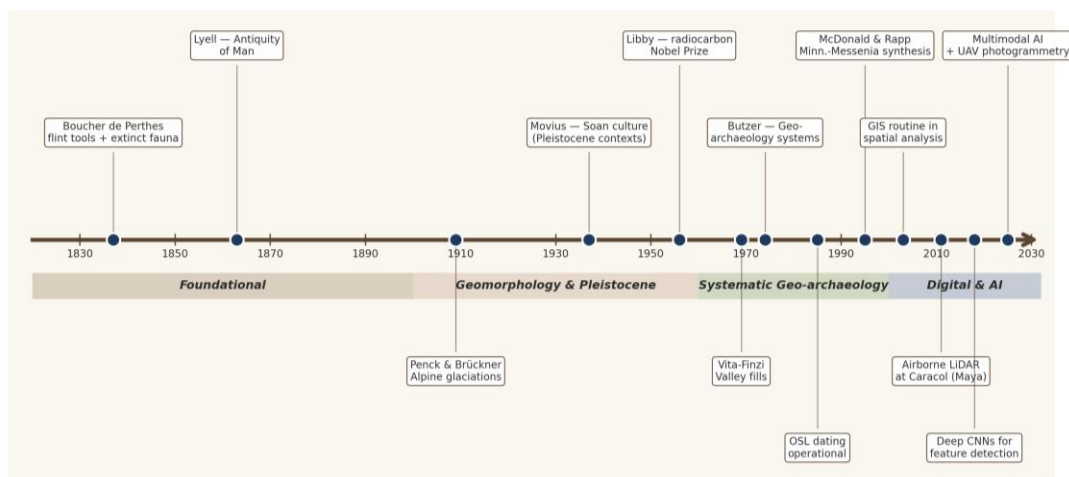 Lyell — Antiquity
of Man
Libby — radiocarbon
Nobel Prize
McDonald & Rapp
Minn.-Messenia synthesis
Multimodal AI
+ UAV photogrammetry
Boucher de Perthes
flint tools + extinct fauna
Movius — Soan culture
(Pleistocene contexts)
Butzer — Geo-
archaeology systems
GIS routine in
spatial analysis
1830 1850 1870 1890 1910 1930 1950 1970 1990 2010 2030
Foundational
Geomorphology & Pleistocene
Systematic Geo-archaeology
Digital & AI
Penck & Brückner
Alpine glaciations
Vita-Finzi
Valley fills
Airborne LiDAR
at Caracol (Maya)
OSL dating
operational
Deep CNNs for
feature detection